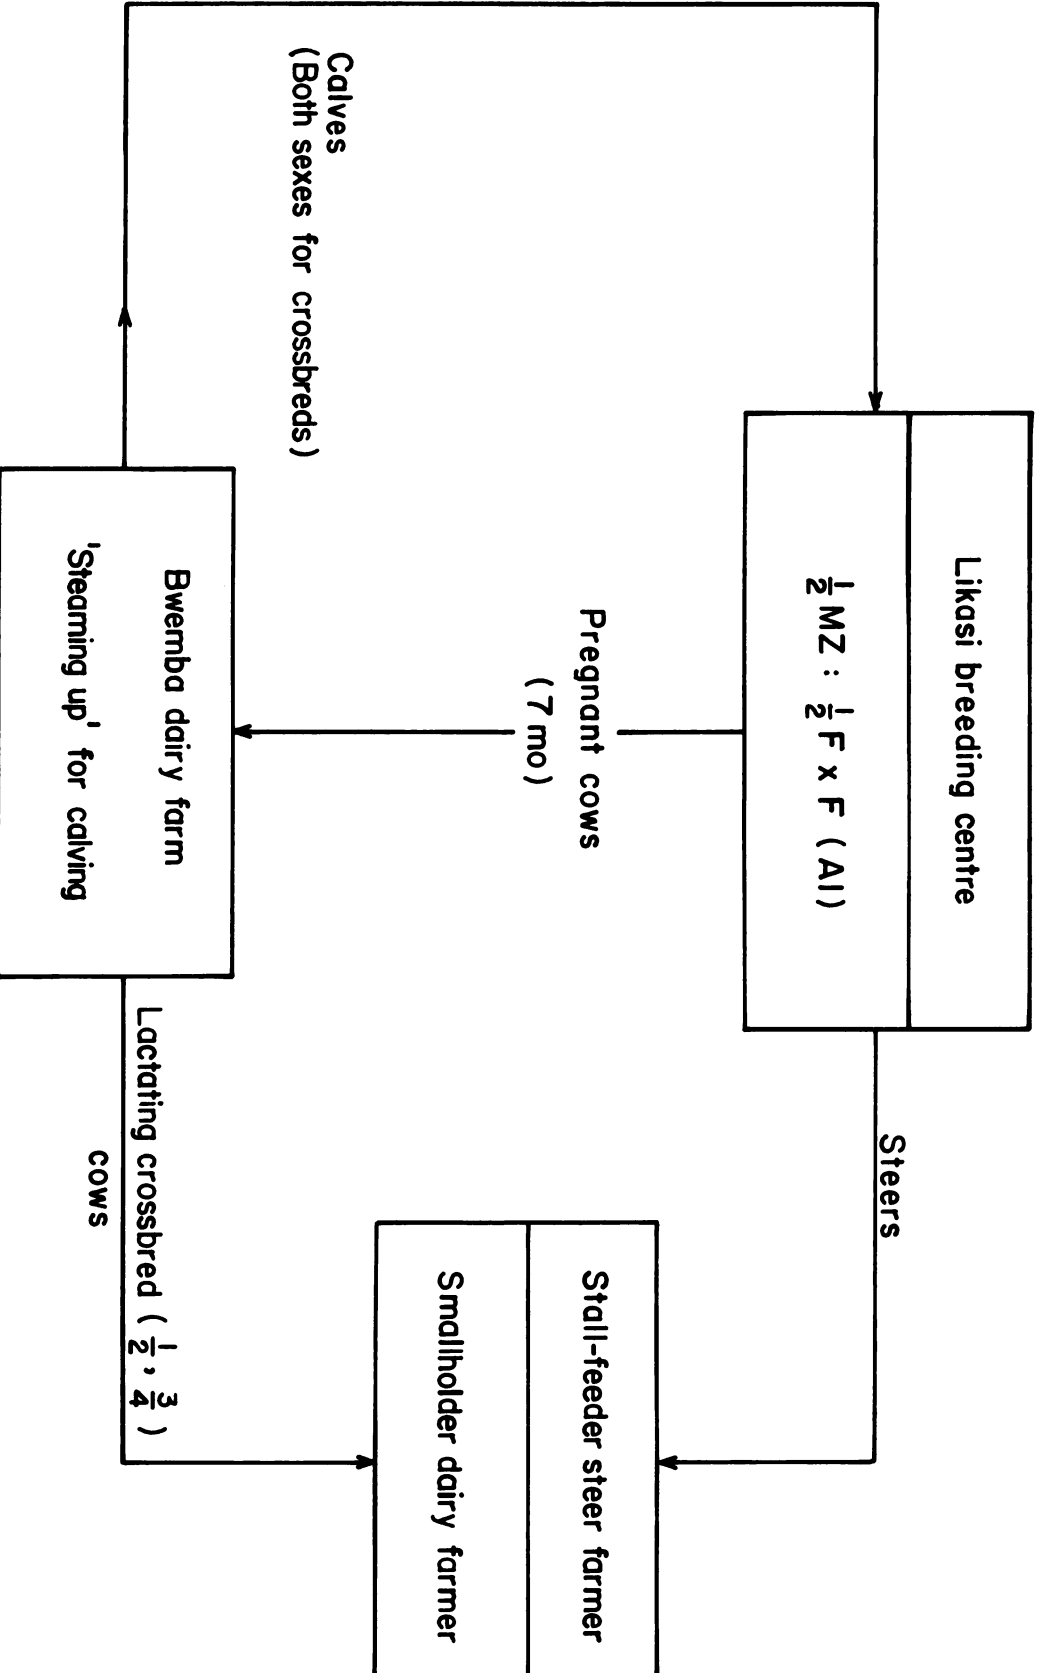 Likasi breeding centre
½ MZ : ½ F x F (AI)
Steers
Stall-feeder steer farmer
Smallholder dairy farmer
Pregnant cows
(7 mo)
Calves
(Both sexes for crossbreds)
Bwemba dairy farm
'Steaming up' for calving
Lactating crossbred (½, ¾)
cows